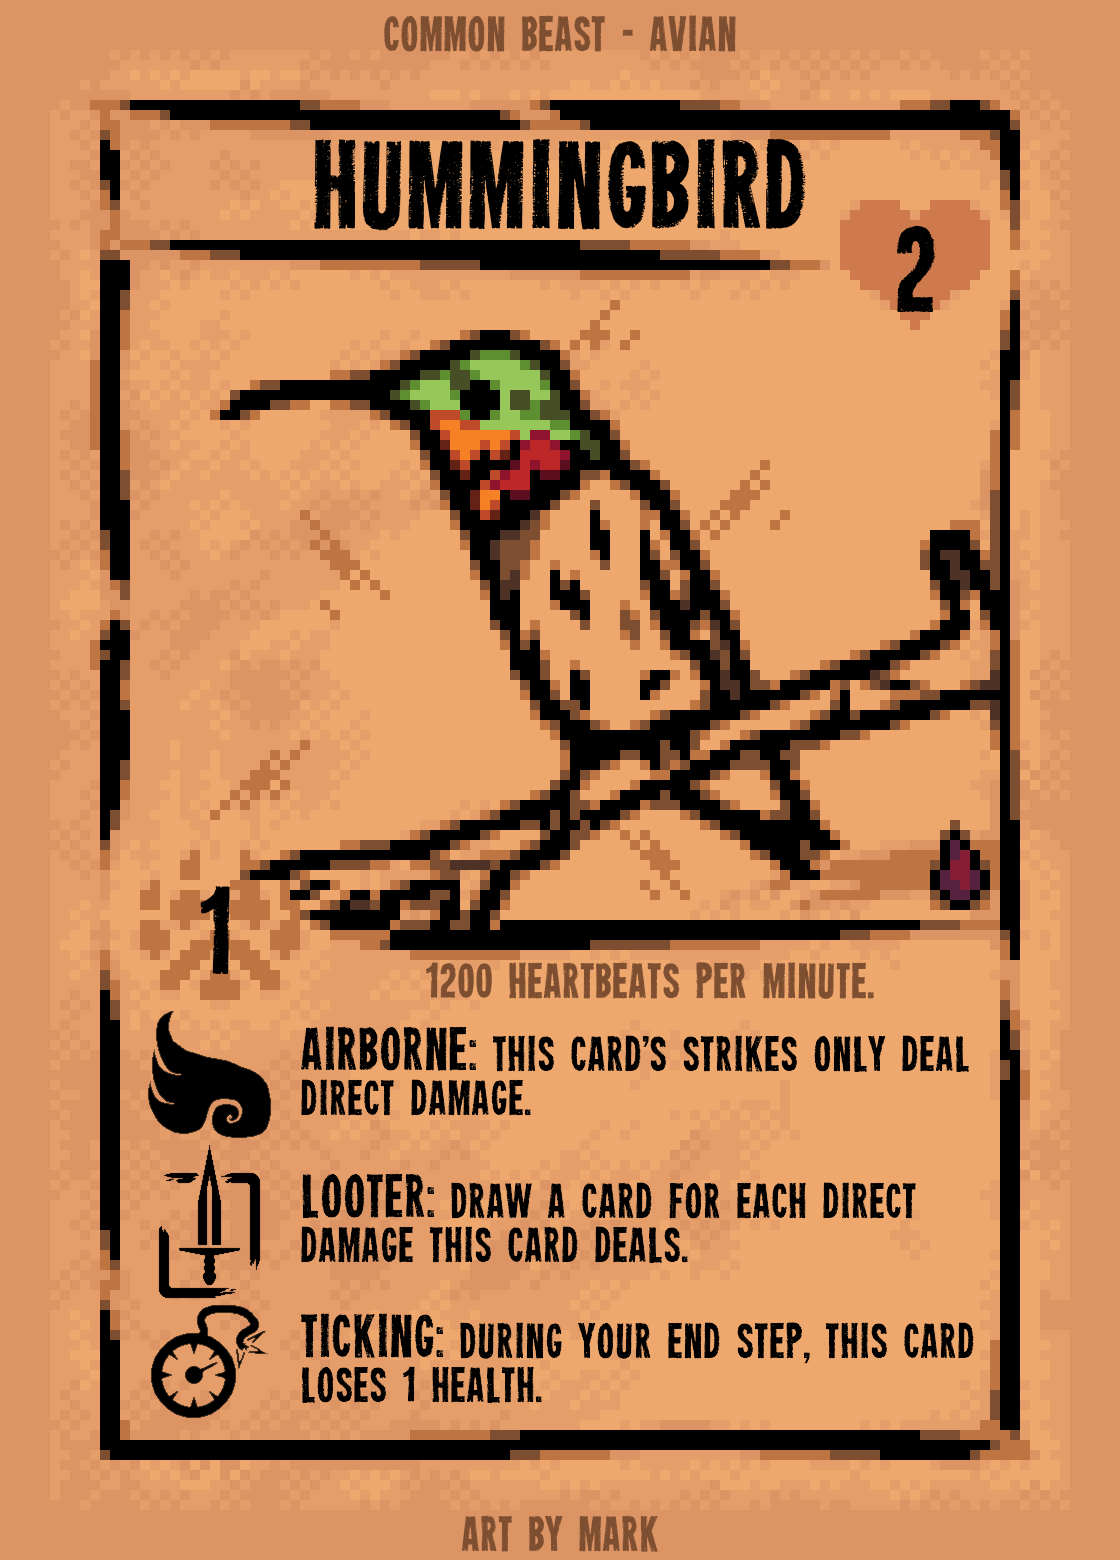 COMMON BEAST - AVIAN
HUMMINGBIRD
2
1
1200 HEARTBEATS PER MINUTE.
AIRBORNE: THIS CARD'S STRIKES ONLY DEAL
DIRECT DAMAGE.
LOOTER: DRAW A CARD FOR EACH DIRECT
DAMAGE THIS CARD DEALS.
TICKING: DURING YOUR END STEP, THIS CARD
LOSES 1 HEALTH.
ART BY MARK